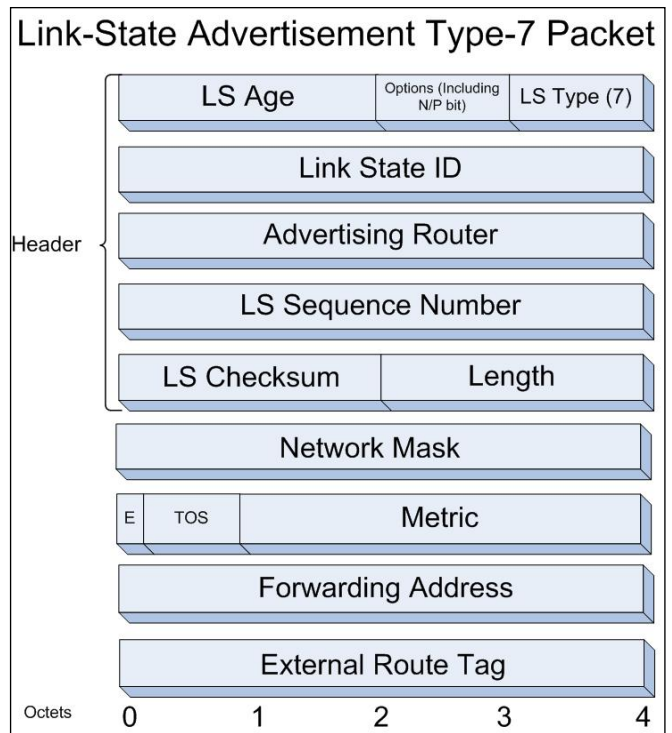 Link-State Advertisement Type-7 Packet
LS Age
Options (Including
N/P bit)
LS Type (7)
Link State ID
Advertising Router
Header
LS Sequence Number
LS Checksum
Length
Network Mask
E
TOS
Metric
Forwarding Address
External Route Tag
Octets 0 1 2 3 4